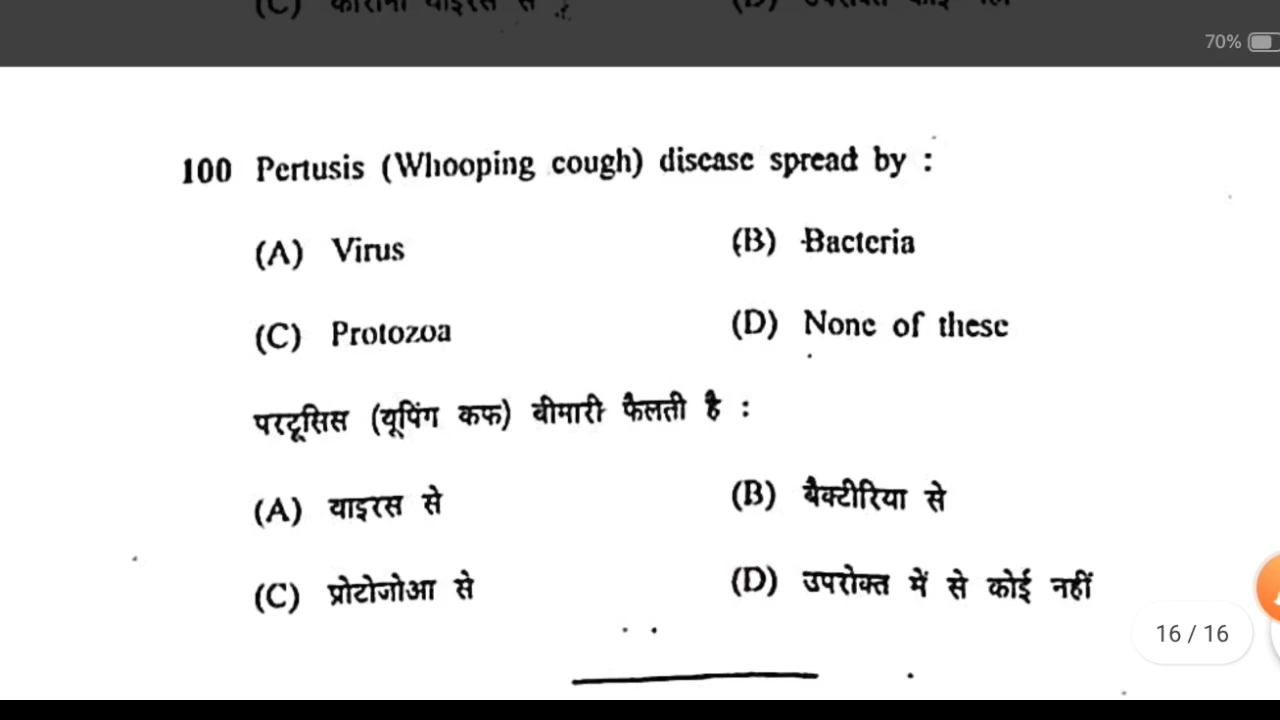 70%
100 Pertusis (Whooping cough) disease spread by :
(A) Virus (B) Bacteria
(C) Protozoa (D) None of these
परटूसिस (यूपिंग कफ) बीमारी फैलती है :
(A) वाइरस से (B) बैक्टीरिया से
(C) प्रोटोजोआ से (D) उपरोक्त में से कोई नहीं
16 / 16